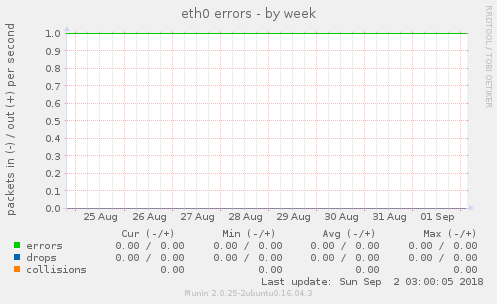 eth0 errors - by week
RRDTOOL / TOBI OETIKER
packets in (-) / out (+) per second
1.0
0.9
0.8
0.7
0.6
0.5
0.4
0.3
0.2
0.1
0.0
25 Aug 26 Aug 27 Aug 28 Aug 29 Aug 30 Aug 31 Aug 01 Sep
Cur (-/+) Min (-/+) Avg (-/+) Max (-/+)
errors 0.00 / 0.00 0.00 / 0.00 0.00 / 0.00 0.00 / 0.00
drops 0.00 / 0.00 0.00 / 0.00 0.00 / 0.00 0.00 / 0.00
collisions 0.00 0.00 0.00 0.00
Last update: Sun Sep 2 03:00:05 2018
Munin 2.0.25-2ubuntu0.16.04.3